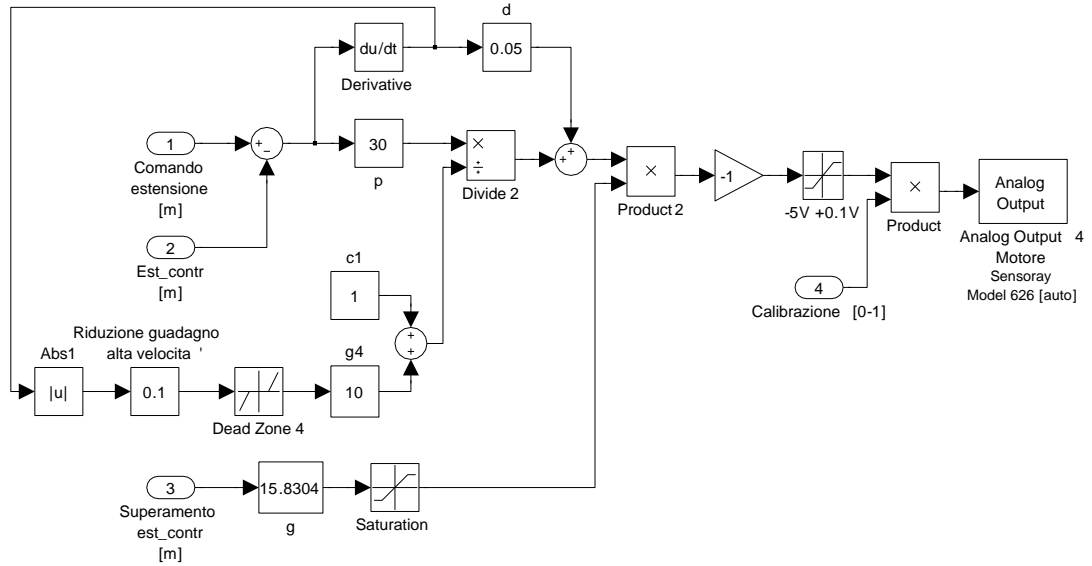 d
du/dt
0.05
Derivative
1
+
−
30
×
÷
+
+
Comando
estensione
[m]
p
Divide 2
×
Product 2
-1
-5V +0.1V
×
Product
Analog
Output
Analog Output 4
Motore
Sensoray
Model 626 [auto]
2
Est_contr
[m]
c1
1
4
Calibrazione [0-1]
+
+
Riduzione guadagno
alta velocita '
Abs1
|u|
0.1
Dead Zone 4
g4
10
3
Superamento
est_contr
[m]
15.8304
g
Saturation